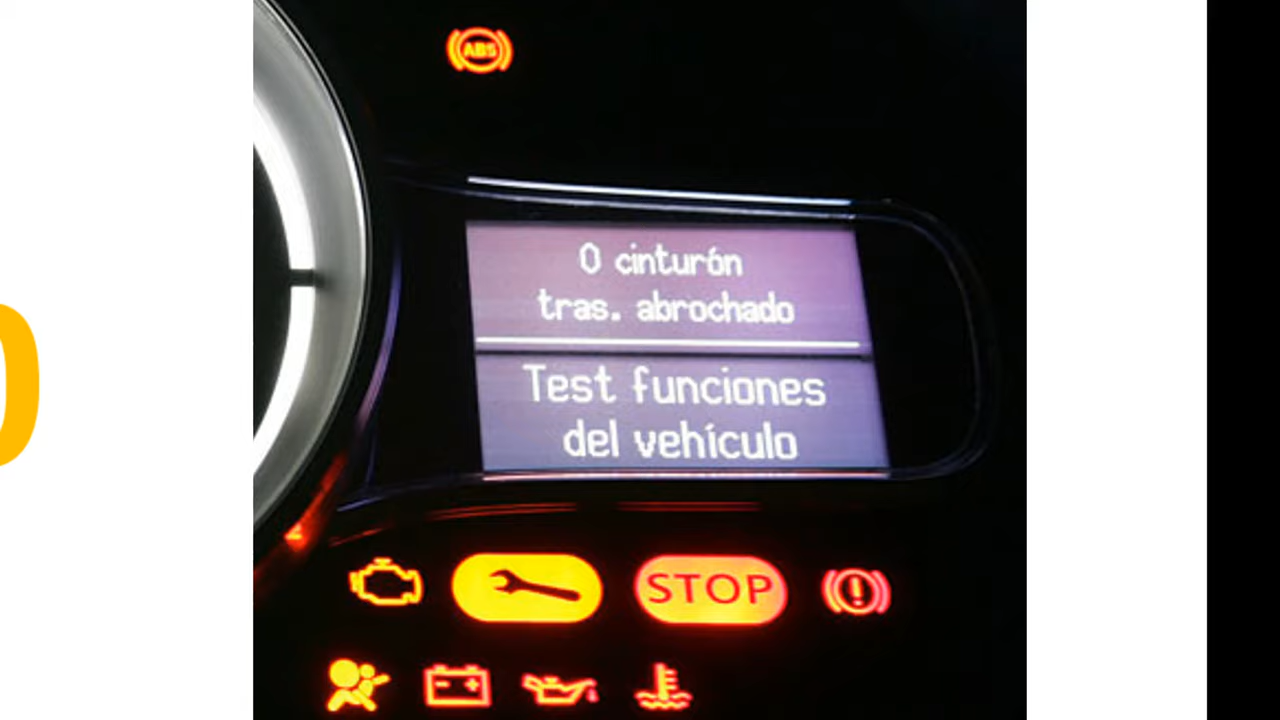 ABS
0 cinturón
tras. abrochado
Test funciones
del vehículo
STOP